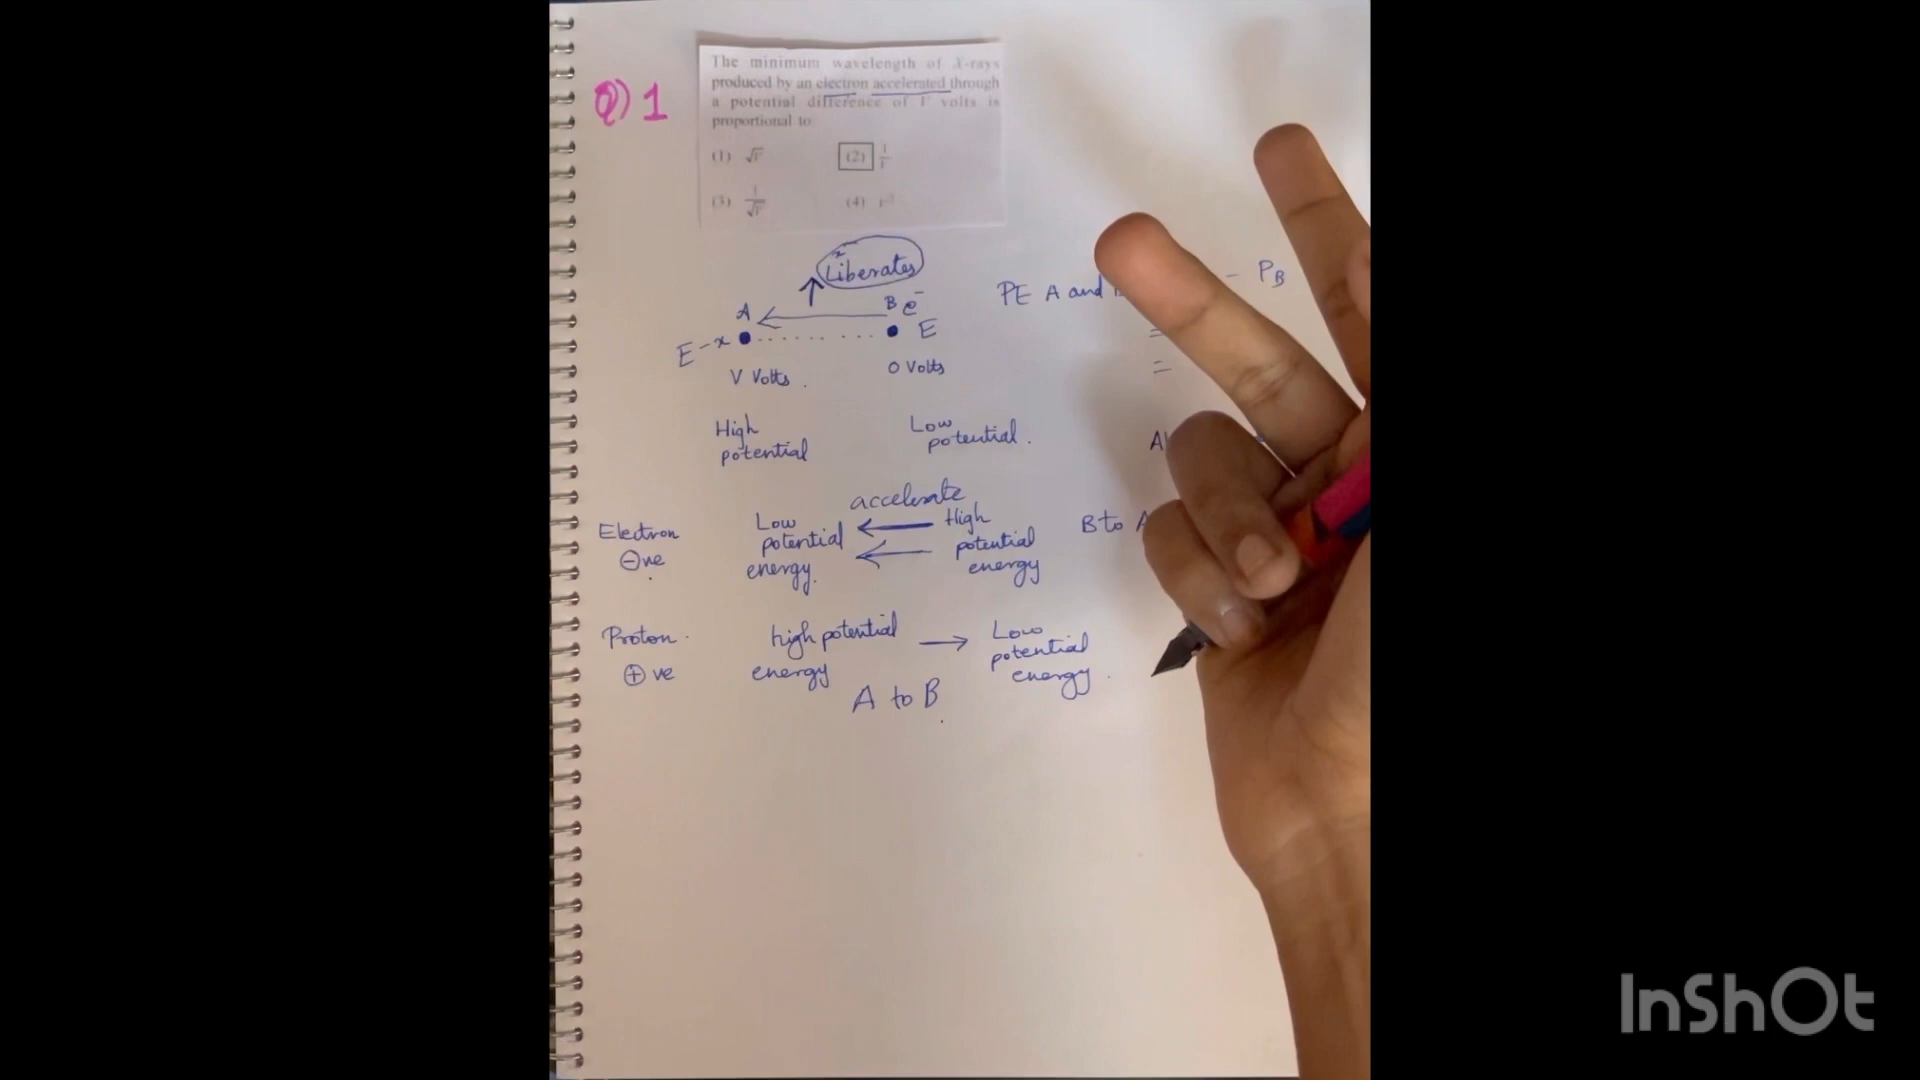 Q) 1
The minimum wavelength of X-rays
produced by an electron accelerated through
a potential difference of V volts is
proportional to
(1) √V (2) 1/V
(3) 1/√V (4)
x
Liberates
A B e⁻
E-x E
V Volts . 0 Volts
PE A and
- P_B
=
=
High
potential
Low
potential .
accelerate
Electron
⊖ve
Low
potential
energy.
High
potential
energy
B to A
Proton .
⊕ ve
high potential
energy
→
Low
potential
energy .
A to B
InShOt